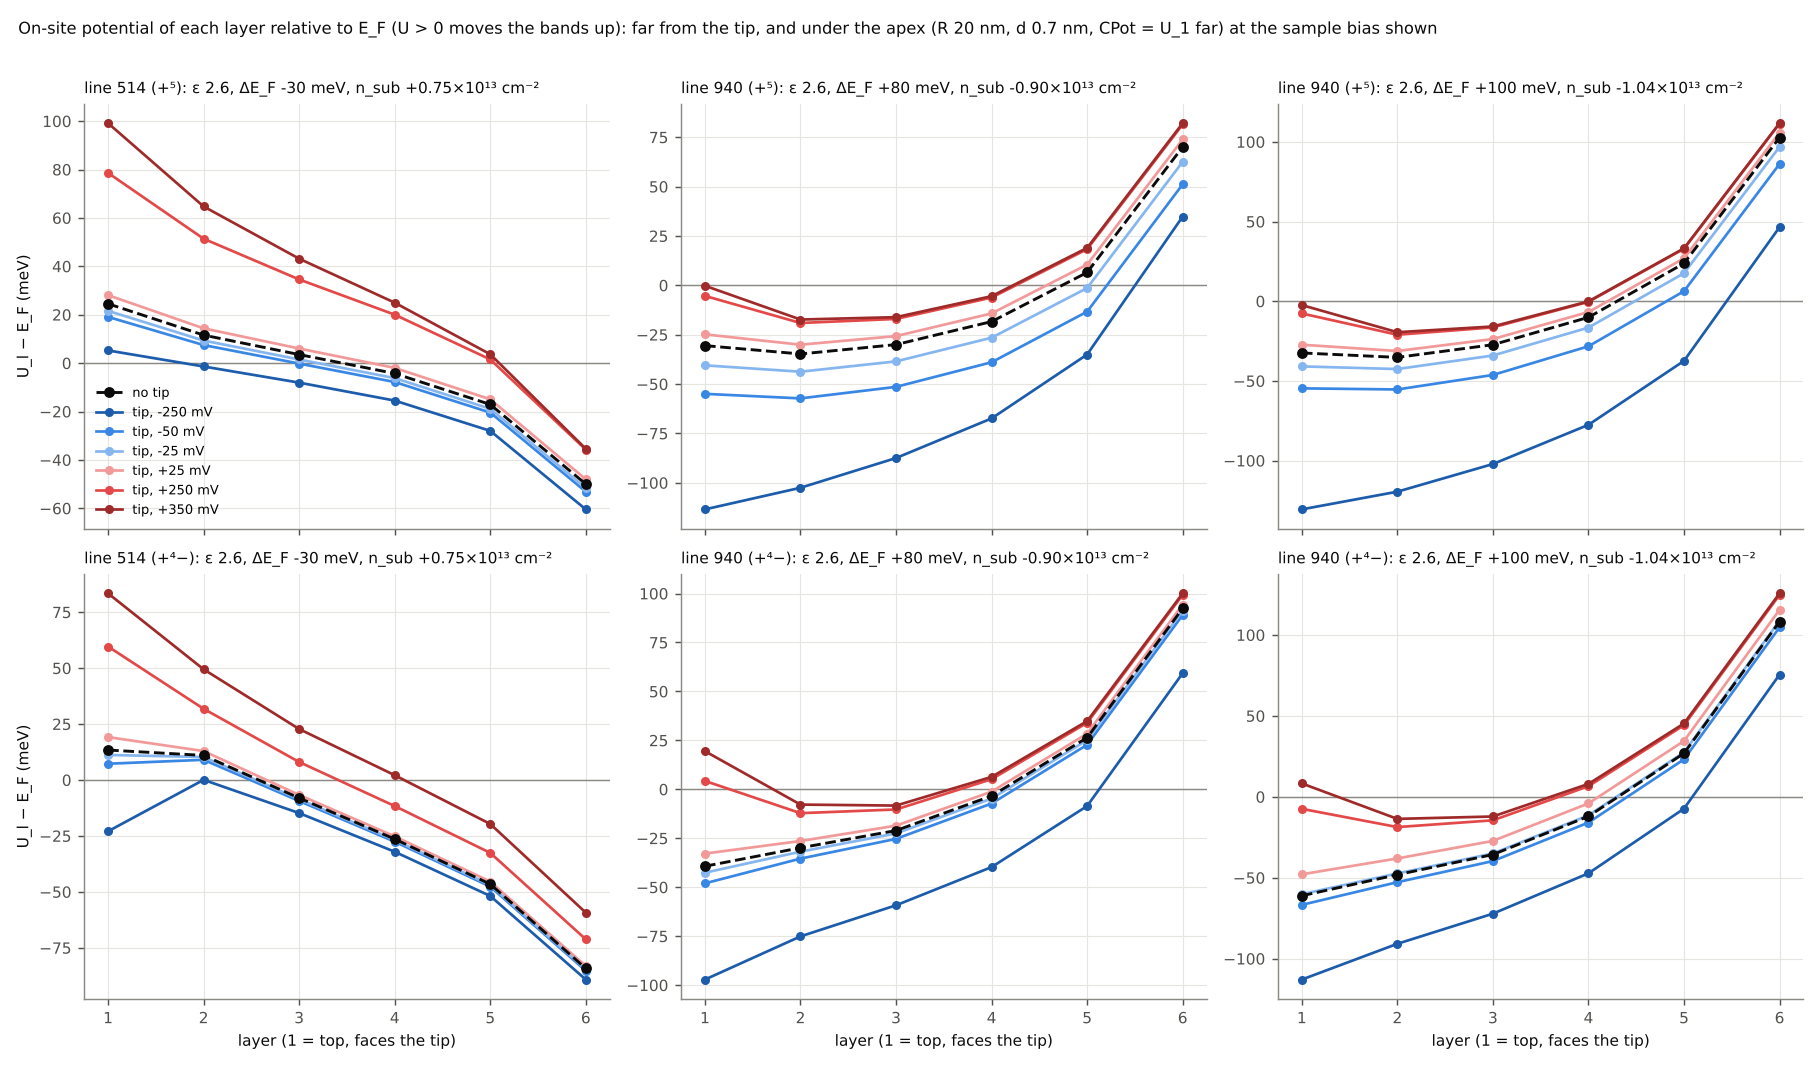 On-site potential of each layer relative to E_F (U > 0 moves the bands up): far from the tip, and under the apex (R 20 nm, d 0.7 nm, CPot = U_1 far) at the sample bias shown
line 514 (+⁵): ε 2.6, ΔE_F -30 meV, n_sub +0.75×10¹³ cm⁻²
100
80
60
40
20
0
−20
−40
−60
U_l − E_F (meV)
no tip
tip, -250 mV
tip, -50 mV
tip, -25 mV
tip, +25 mV
tip, +250 mV
tip, +350 mV
line 940 (+⁵): ε 2.6, ΔE_F +80 meV, n_sub -0.90×10¹³ cm⁻²
75
50
25
0
−25
−50
−75
−100
line 940 (+⁵): ε 2.6, ΔE_F +100 meV, n_sub -1.04×10¹³ cm⁻²
100
50
0
−50
−100
line 514 (+⁴−): ε 2.6, ΔE_F -30 meV, n_sub +0.75×10¹³ cm⁻²
75
50
25
0
−25
−50
−75
U_l − E_F (meV)
1 2 3 4 5 6
layer (1 = top, faces the tip)
line 940 (+⁴−): ε 2.6, ΔE_F +80 meV, n_sub -0.90×10¹³ cm⁻²
100
75
50
25
0
−25
−50
−75
−100
1 2 3 4 5 6
layer (1 = top, faces the tip)
line 940 (+⁴−): ε 2.6, ΔE_F +100 meV, n_sub -1.04×10¹³ cm⁻²
100
50
0
−50
−100
1 2 3 4 5 6
layer (1 = top, faces the tip)